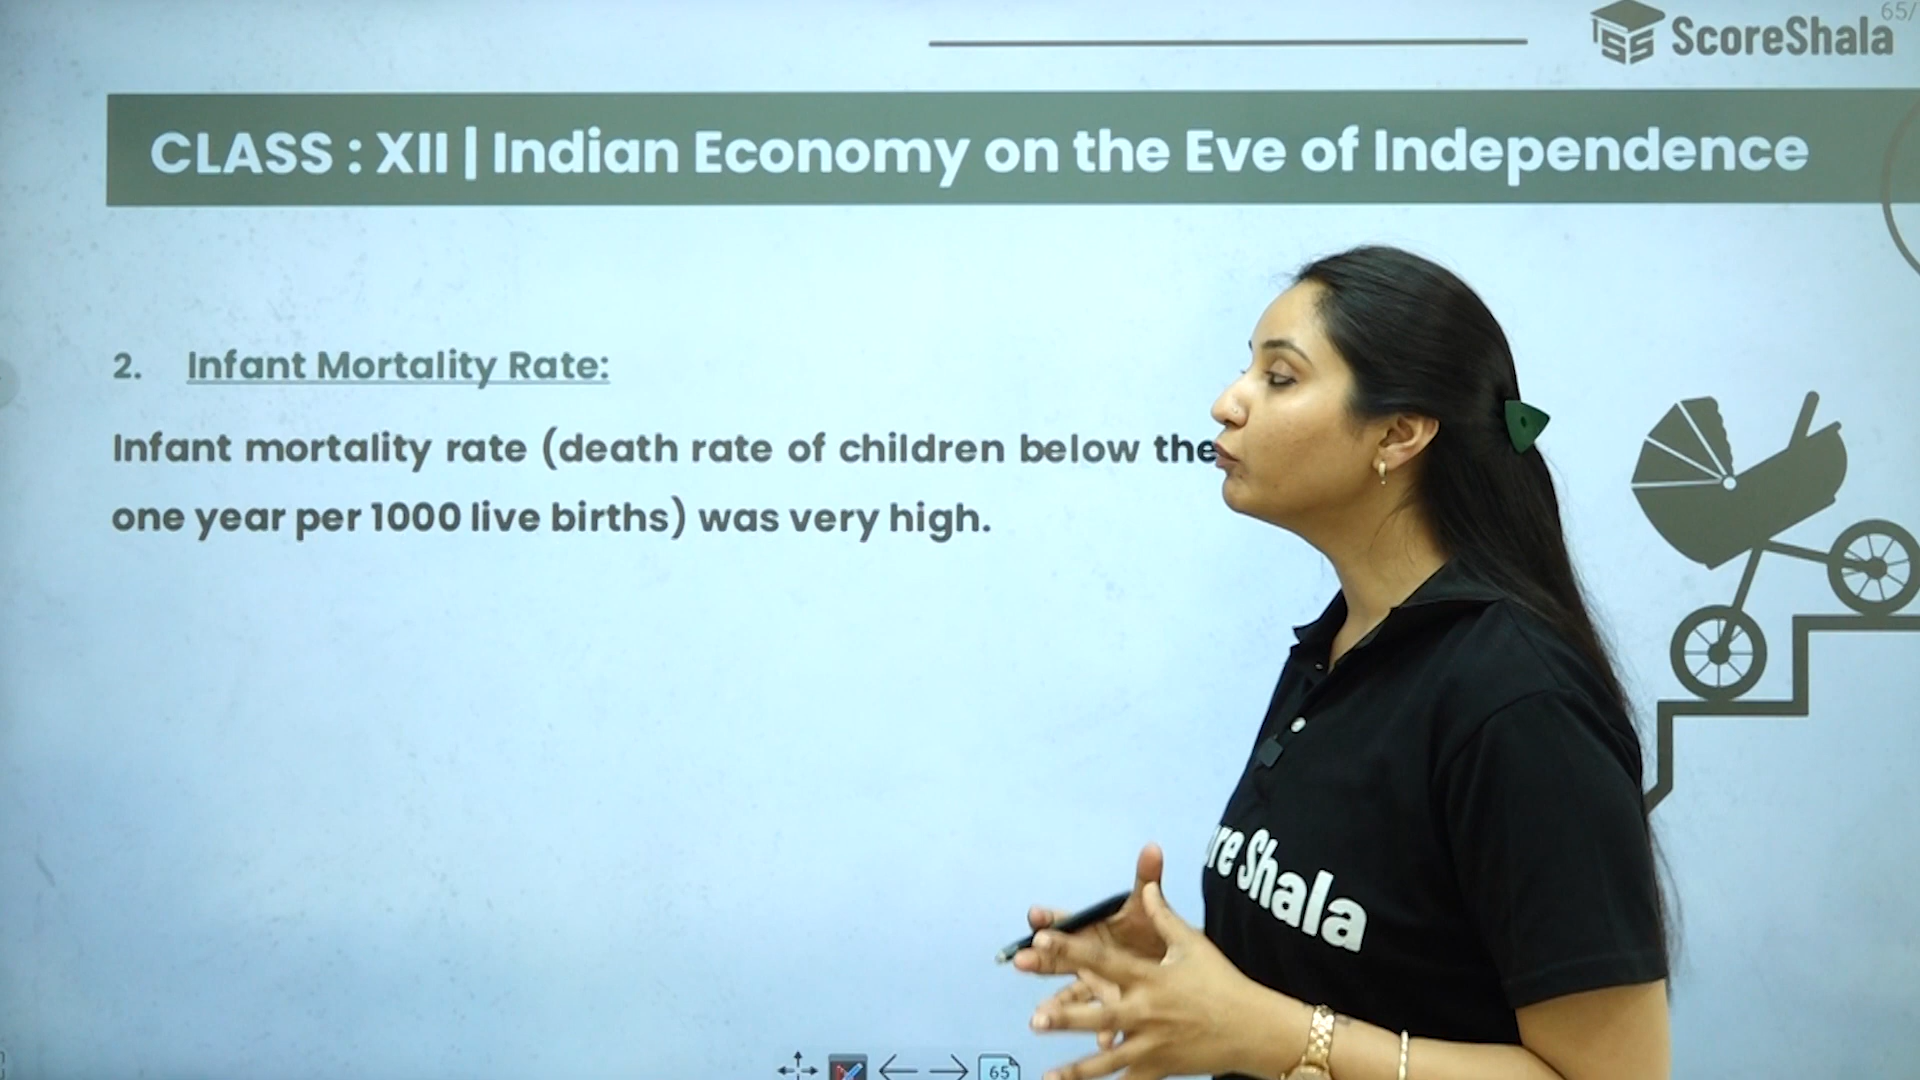 65/
ScoreShala
CLASS : XII | Indian Economy on the Eve of Independence
2. Infant Mortality Rate:
Infant mortality rate (death rate of children below the
one year per 1000 live births) was very high.
re Shala
65